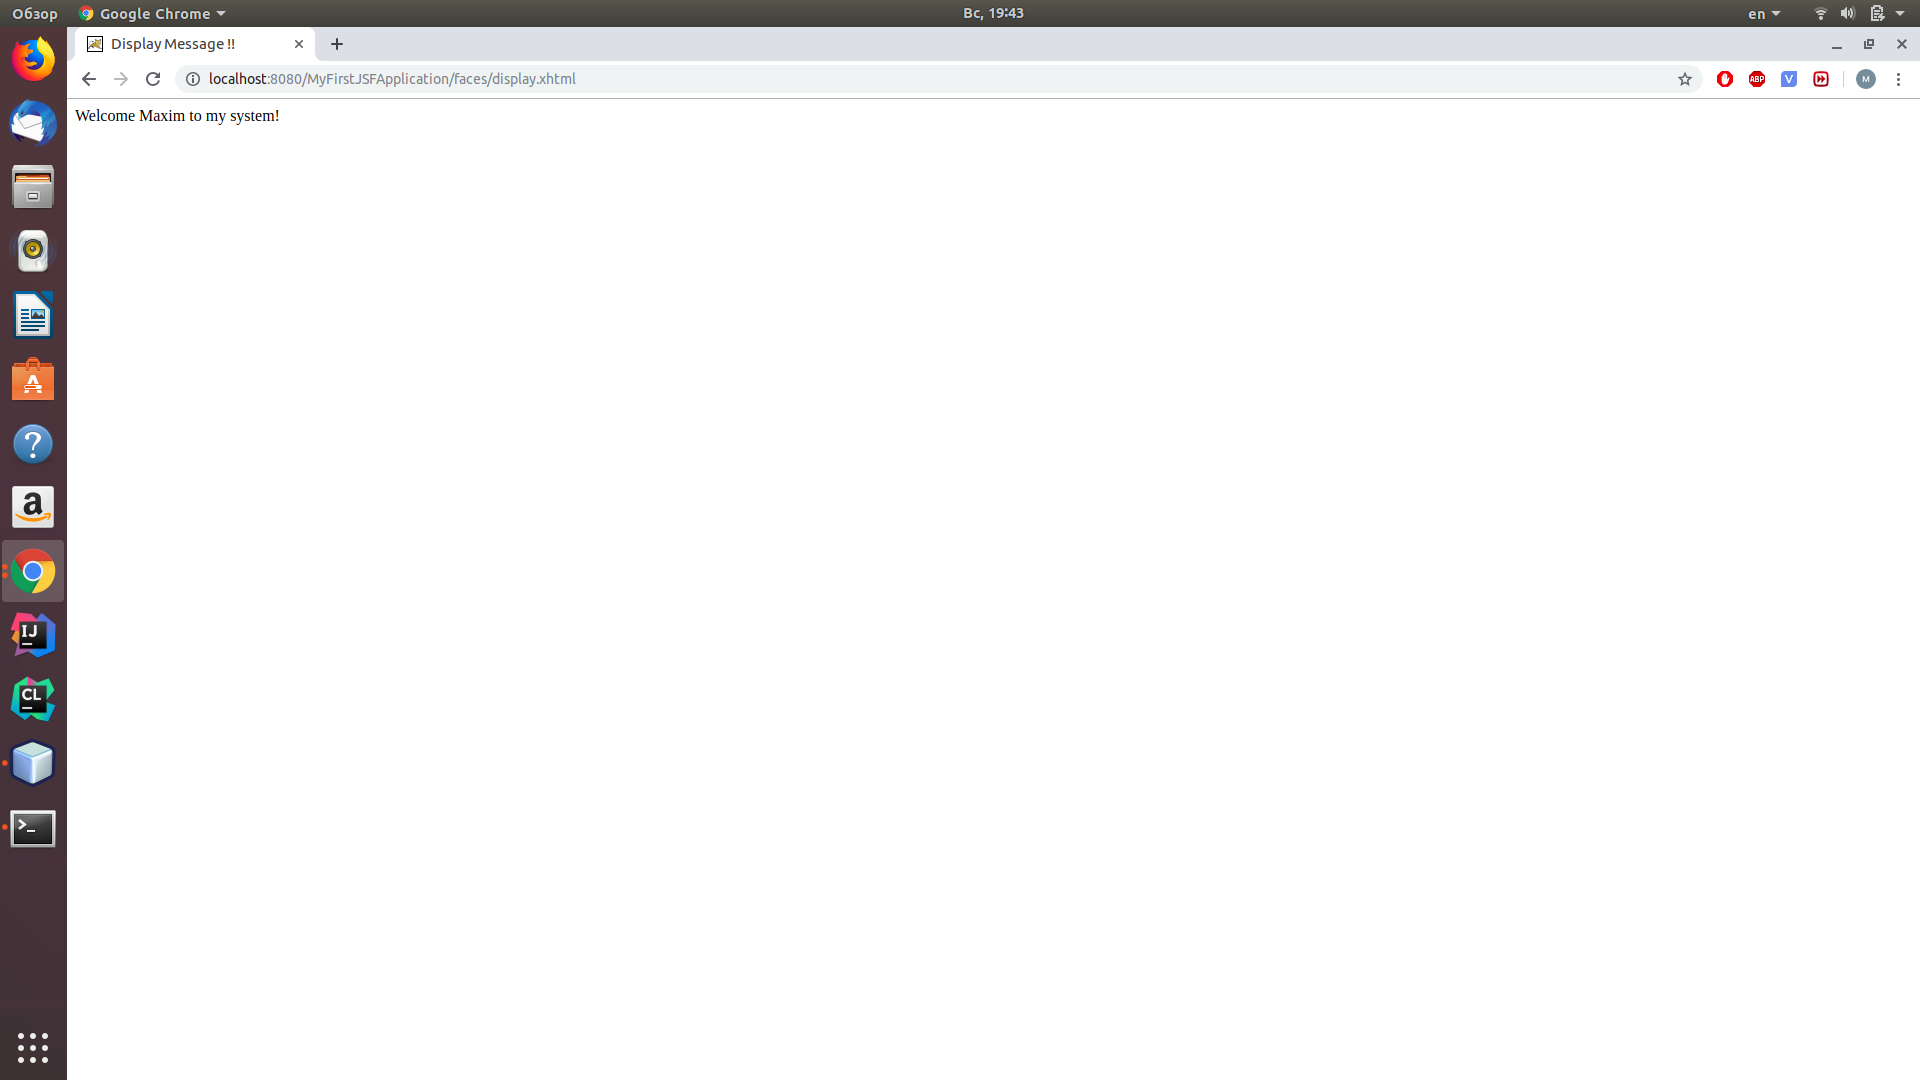 Обзор
Google Chrome
Вс, 19:43
en
Display Message !!
localhost:8080/MyFirstJSFApplication/faces/display.xhtml
ABP
V
M
Welcome Maxim to my system!
A
?
a
IJ
CL
>_